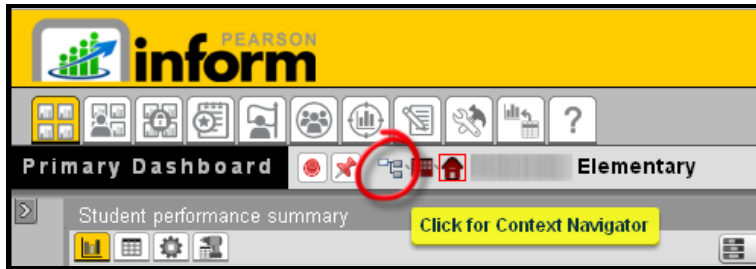 PEARSON
inform
?
Primary Dashboard Elementary
Student performance summary
Click for Context Navigator